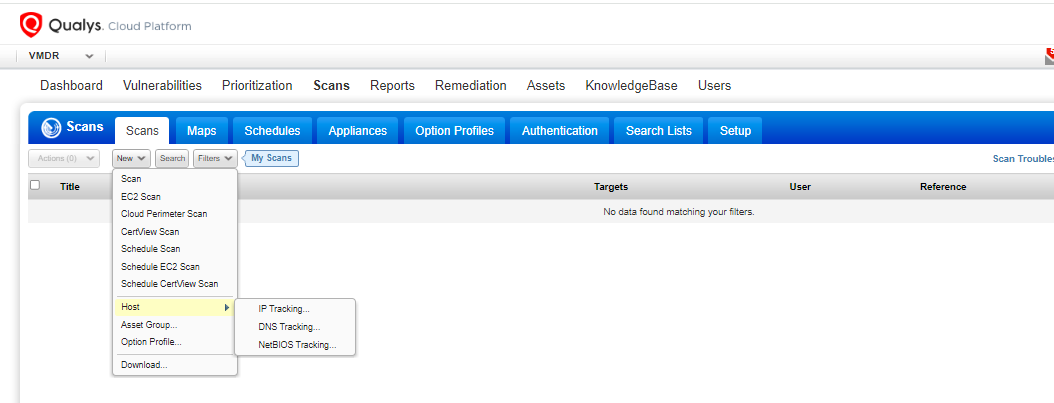 Qualys. Cloud Platform
VMDR
Dashboard Vulnerabilities Prioritization Scans Reports Remediation Assets KnowledgeBase Users
Scans Scans Maps Schedules Appliances Option Profiles Authentication Search Lists Setup
Actions (0) New Search Filters My Scans Scan Troubles
Title Targets User Reference
No data found matching your filters.
Scan
EC2 Scan
Cloud Perimeter Scan
CertView Scan
Schedule Scan
Schedule EC2 Scan
Schedule CertView Scan
Host
Asset Group...
Option Profile...
Download...
IP Tracking...
DNS Tracking...
NetBIOS Tracking...